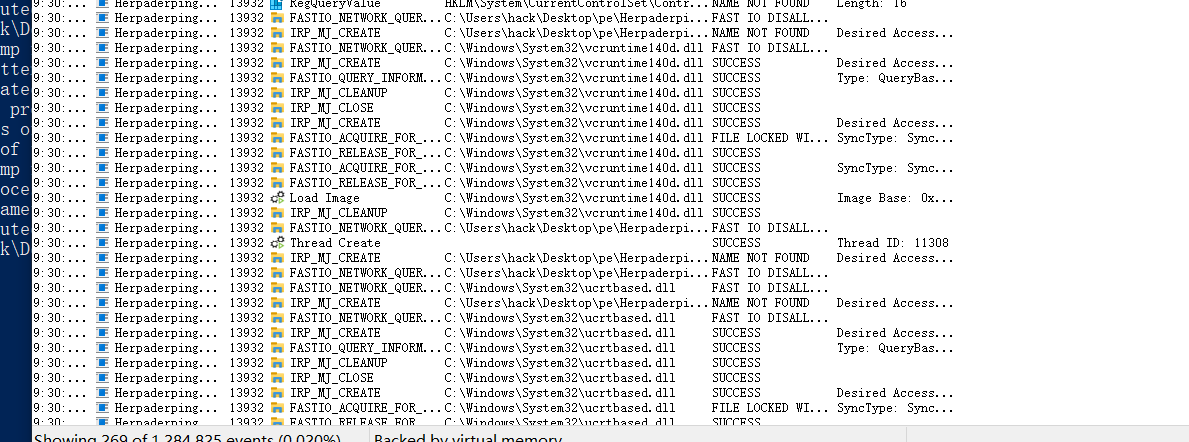 9:30:... Herpaderping... 13932 RegQueryValue HKLM\System\CurrentControlSet\Contr... NAME NOT FOUND Length: 16
9:30:... Herpaderping... 13932 FASTIO_NETWORK_QUER... C:\Users\hack\Desktop\pe\Herpaderpi... FAST IO DISALL...
9:30:... Herpaderping... 13932 IRP_MJ_CREATE C:\Users\hack\Desktop\pe\Herpaderpi... NAME NOT FOUND Desired Access...
9:30:... Herpaderping... 13932 FASTIO_NETWORK_QUER... C:\Windows\System32\vcruntime140d.dll FAST IO DISALL...
9:30:... Herpaderping... 13932 IRP_MJ_CREATE C:\Windows\System32\vcruntime140d.dll SUCCESS Desired Access...
9:30:... Herpaderping... 13932 FASTIO_QUERY_INFORM... C:\Windows\System32\vcruntime140d.dll SUCCESS Type: QueryBas...
9:30:... Herpaderping... 13932 IRP_MJ_CLEANUP C:\Windows\System32\vcruntime140d.dll SUCCESS
9:30:... Herpaderping... 13932 IRP_MJ_CLOSE C:\Windows\System32\vcruntime140d.dll SUCCESS
9:30:... Herpaderping... 13932 IRP_MJ_CREATE C:\Windows\System32\vcruntime140d.dll SUCCESS Desired Access...
9:30:... Herpaderping... 13932 FASTIO_ACQUIRE_FOR_... C:\Windows\System32\vcruntime140d.dll FILE LOCKED WI... SyncType: Sync...
9:30:... Herpaderping... 13932 FASTIO_RELEASE_FOR_... C:\Windows\System32\vcruntime140d.dll SUCCESS
9:30:... Herpaderping... 13932 FASTIO_ACQUIRE_FOR_... C:\Windows\System32\vcruntime140d.dll SUCCESS SyncType: Sync...
9:30:... Herpaderping... 13932 FASTIO_RELEASE_FOR_... C:\Windows\System32\vcruntime140d.dll SUCCESS
9:30:... Herpaderping... 13932 Load Image C:\Windows\System32\vcruntime140d.dll SUCCESS Image Base: 0x...
9:30:... Herpaderping... 13932 IRP_MJ_CLEANUP C:\Windows\System32\vcruntime140d.dll SUCCESS
9:30:... Herpaderping... 13932 FASTIO_NETWORK_QUER... C:\Users\hack\Desktop\pe\Herpaderpi... FAST IO DISALL...
9:30:... Herpaderping... 13932 Thread Create SUCCESS Thread ID: 11308
9:30:... Herpaderping... 13932 IRP_MJ_CREATE C:\Users\hack\Desktop\pe\Herpaderpi... NAME NOT FOUND Desired Access...
9:30:... Herpaderping... 13932 FASTIO_NETWORK_QUER... C:\Users\hack\Desktop\pe\Herpaderpi... FAST IO DISALL...
9:30:... Herpaderping... 13932 FASTIO_NETWORK_QUER... C:\Windows\System32\ucrtbased.dll FAST IO DISALL...
9:30:... Herpaderping... 13932 IRP_MJ_CREATE C:\Users\hack\Desktop\pe\Herpaderpi... NAME NOT FOUND Desired Access...
9:30:... Herpaderping... 13932 FASTIO_NETWORK_QUER... C:\Windows\System32\ucrtbased.dll FAST IO DISALL...
9:30:... Herpaderping... 13932 IRP_MJ_CREATE C:\Windows\System32\ucrtbased.dll SUCCESS Desired Access...
9:30:... Herpaderping... 13932 FASTIO_QUERY_INFORM... C:\Windows\System32\ucrtbased.dll SUCCESS Type: QueryBas...
9:30:... Herpaderping... 13932 IRP_MJ_CLEANUP C:\Windows\System32\ucrtbased.dll SUCCESS
9:30:... Herpaderping... 13932 IRP_MJ_CLOSE C:\Windows\System32\ucrtbased.dll SUCCESS
9:30:... Herpaderping... 13932 IRP_MJ_CREATE C:\Windows\System32\ucrtbased.dll SUCCESS Desired Access...
9:30:... Herpaderping... 13932 FASTIO_ACQUIRE_FOR_... C:\Windows\System32\ucrtbased.dll FILE LOCKED WI... SyncType: Sync...
9:30:... Herpaderping... 13932 FASTIO_RELEASE_FOR_... C:\Windows\System32\ucrtbased.dll SUCCESS
Showing 269 of 1,284,825 events (0.020%) Backed by virtual memory
ute
k\D
mp
tte
ate
pr
s o
of
mp
oce
ame
ute
k\D